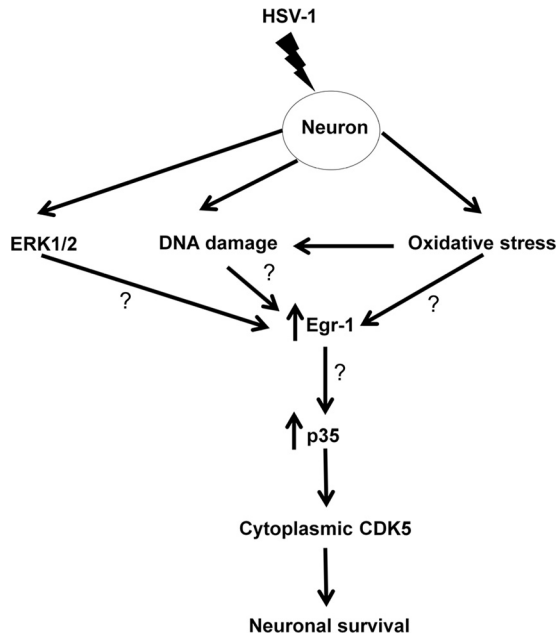 HSV-1
Neuron
ERK1/2
DNA damage
Oxidative stress
?
?
?
Egr-1
?
p35
Cytoplasmic CDK5
Neuronal survival